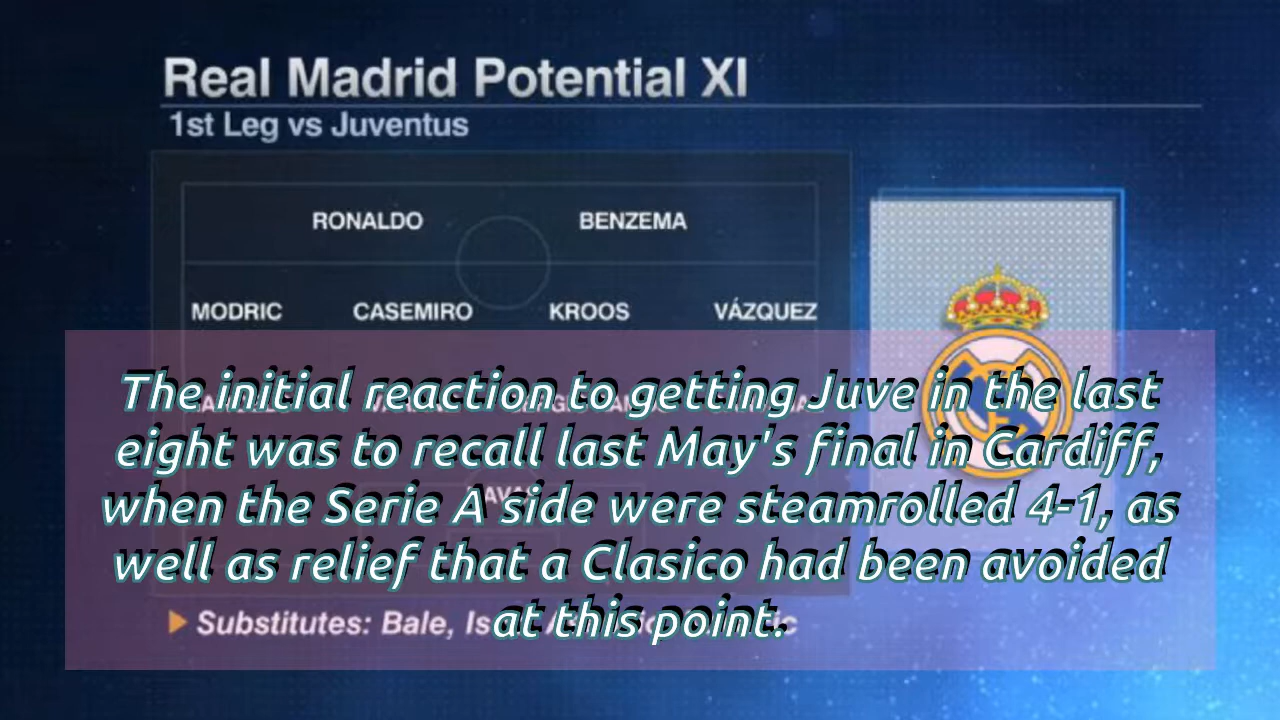 Real Madrid Potential XI
1st Leg vs Juventus
RONALDO BENZEMA
MODRIC CASEMIRO KROOS VÁZQUEZ
The initial reaction to getting Juve in the last
eight was to recall last May's final in Cardiff,
when the Serie A side were steamrolled 4-1, as
well as relief that a Clasico had been avoided
at this point.
Substitutes: Bale,